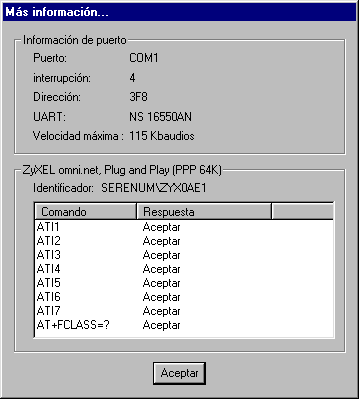 Más información...
Información de puerto
Puerto: COM1
interrupción: 4
Dirección: 3F8
UART: NS 16550AN
Velocidad máxima : 115 Kbaudios
ZyXEL omni.net, Plug and Play (PPP 64K)
Identificador: SERENUM\ZYX0AE1
Comando Respuesta
ATI1 Aceptar
ATI2 Aceptar
ATI3 Aceptar
ATI4 Aceptar
ATI5 Aceptar
ATI6 Aceptar
ATI7 Aceptar
AT+FCLASS=? Aceptar
Aceptar